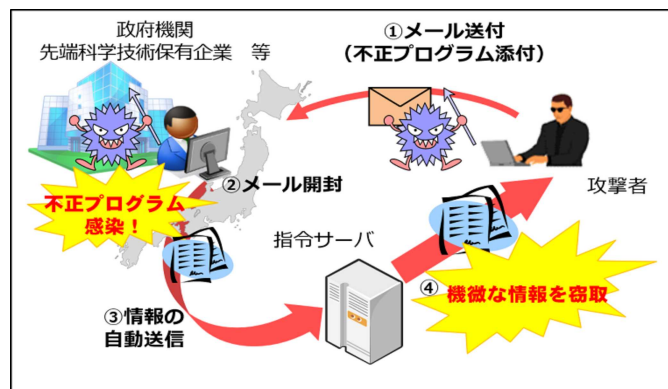 政府機関
先端科学技術保有企業 等
①メール送付
(不正プログラム添付)
②メール開封
不正プログラム
感染!
攻撃者
指令サーバ
③情報の
自動送信
④ 機微な情報を窃取